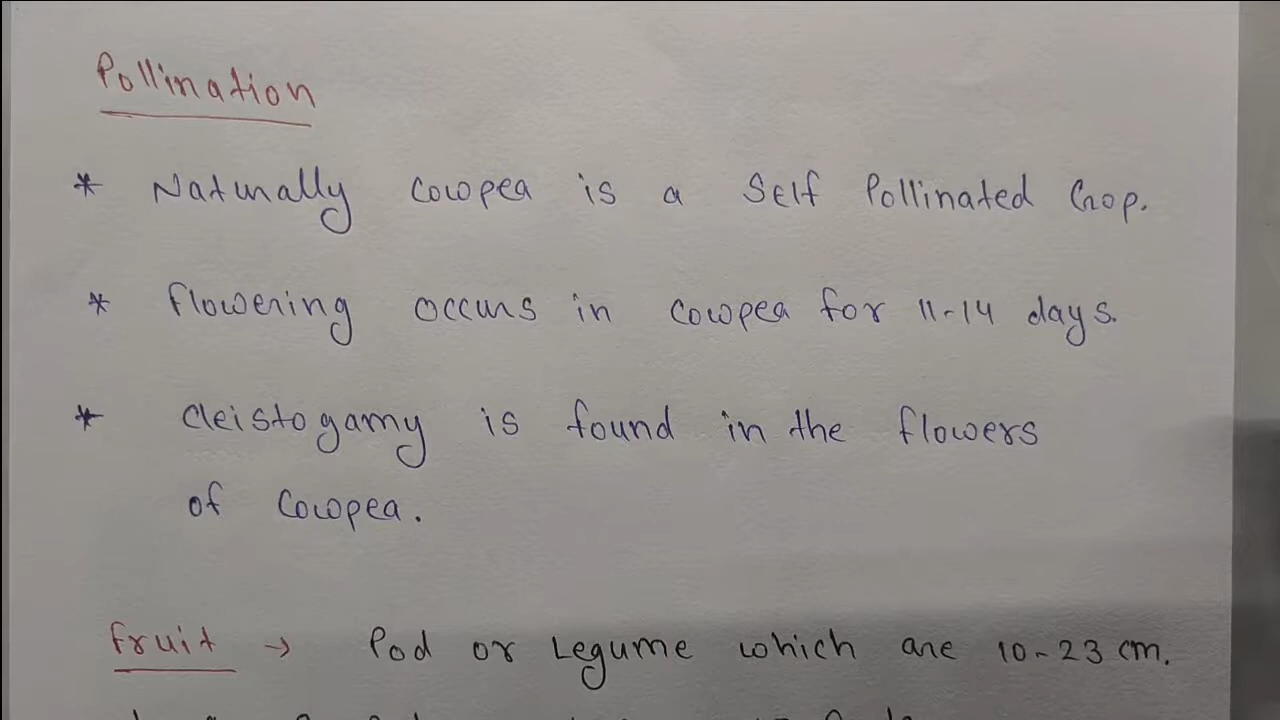 Pollination
* Naturally Cowpea is a Self Pollinated Crop.
* Flowering occurs in Cowpea for 11-14 days.
* Cleistogamy is found in the flowers
of Cowpea.
Fruit → Pod or Legume which are 10-23 cm.